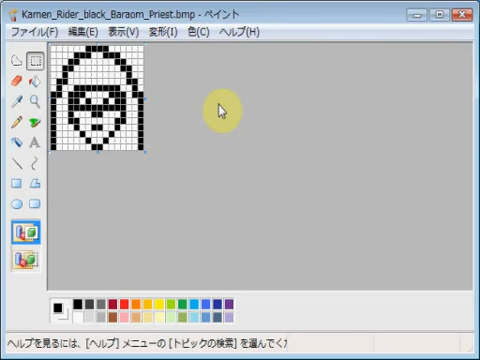 Kamen_Rider_black_Baraom_Priest.bmp - ペイント
ファイル(F) 編集(E) 表示(V) 変形(I) 色(C) ヘルプ(H)
A
ヘルプを見るには、[ヘルプ] メニューの [トピックの検索] を選んでくだ